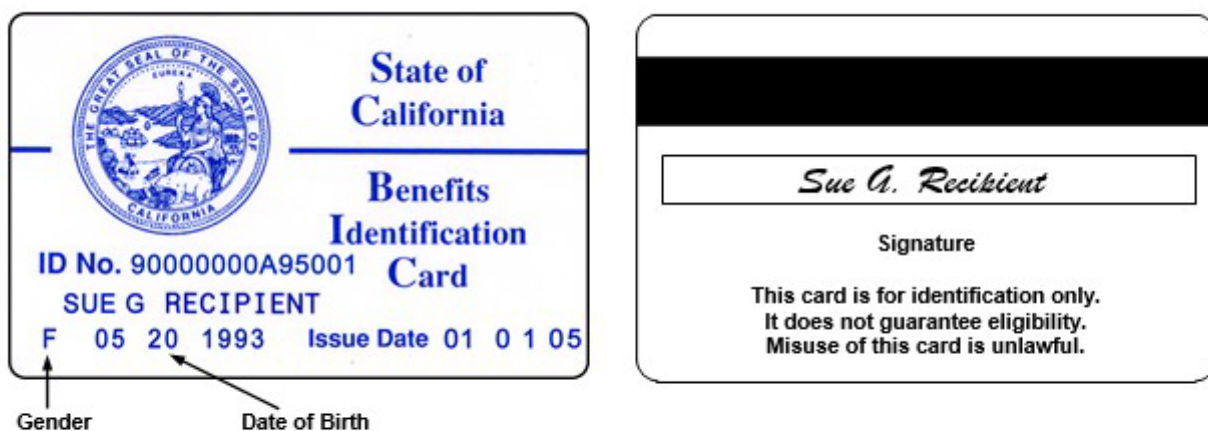 THE GREAT SEAL OF THE STATE OF CALIFORNIA
EUREKA
State of
California
Benefits
Identification
Card
ID No. 90000000A95001
SUE G RECIPIENT
F 05 20 1993 Issue Date 01 0 1 05
Gender Date of Birth
Sue G. Recipient
Signature
This card is for identification only.
It does not guarantee eligibility.
Misuse of this card is unlawful.